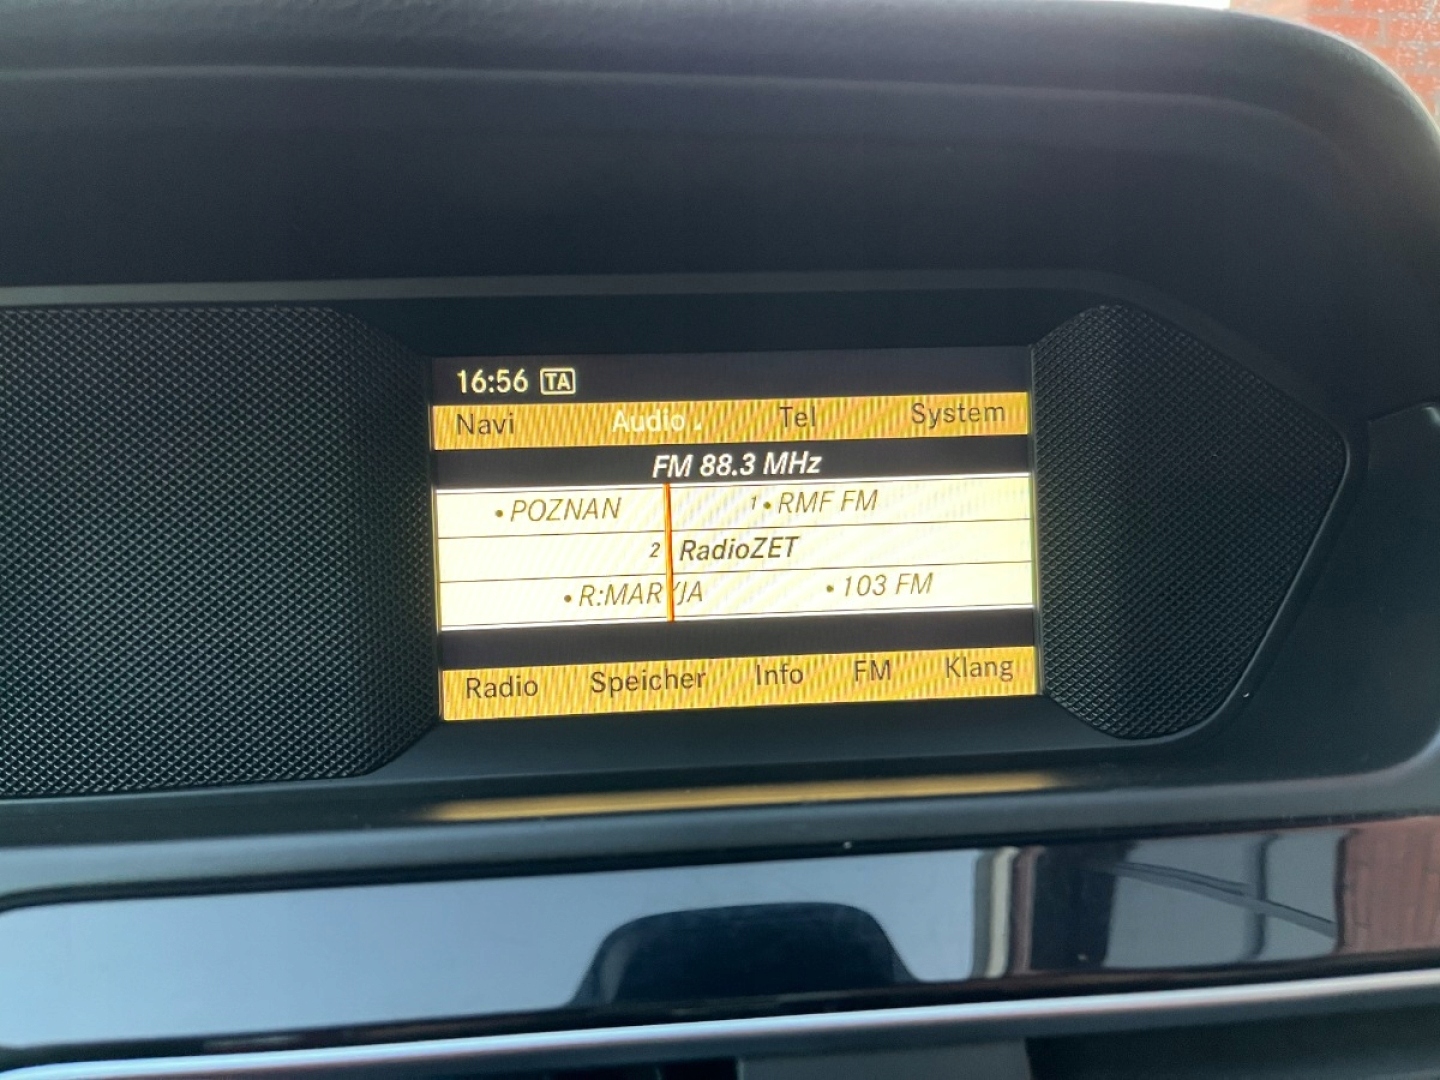 16:56 TA
Navi Audio Tel System
FM 88.3 MHz
•POZNAN 1•RMF FM
2 RadioZET
•R:MARYJA •103 FM
Radio Speicher Info FM Klang